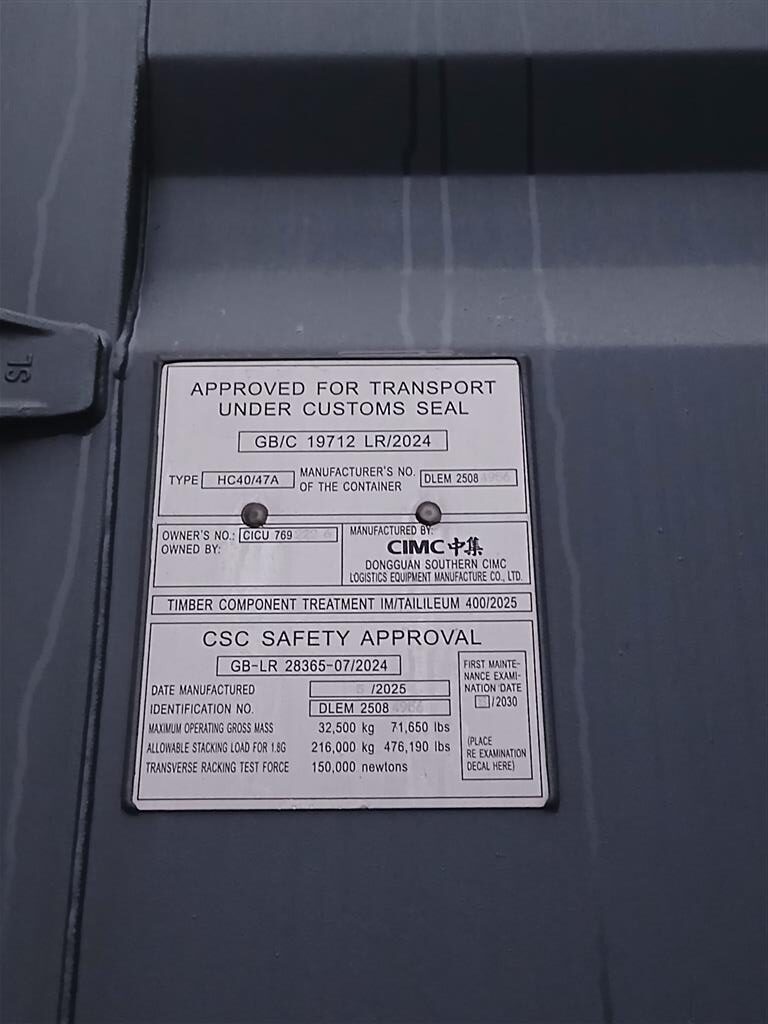 SL
APPROVED FOR TRANSPORT
UNDER CUSTOMS SEAL
GB/C 19712 LR/2024
TYPE HC40/47A MANUFACTURER'S NO. OF THE CONTAINER DLEM 2508
OWNER'S NO.: CICU 769
OWNED BY:
MANUFACTURED BY:
CIMC中集
DONGGUAN SOUTHERN CIMC
LOGISTICS EQUIPMENT MANUFACTURE CO., LTD.
TIMBER COMPONENT TREATMENT IM/TAILILEUM 400/2025
CSC SAFETY APPROVAL
GB-LR 28365-07/2024
DATE MANUFACTURED /2025
IDENTIFICATION NO. DLEM 2508
MAXIMUM OPERATING GROSS MASS 32,500 kg 71,650 lbs
ALLOWABLE STACKING LOAD FOR 1.8G 216,000 kg 476,190 lbs
TRANSVERSE RACKING TEST FORCE 150,000 newtons
FIRST MAINTE-
NANCE EXAMI-
NATION DATE
/2030
(PLACE
RE EXAMINATION
DECAL HERE)